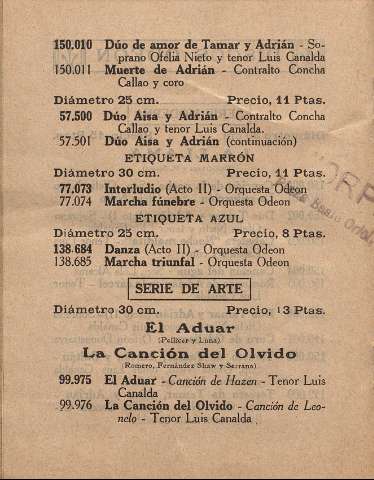 150.010 Dúo de amor de Tamar y Adrián - So-
prano Ofelia Nieto y tenor Luis Canalda
150.011 Muerte de Adrián - Contralto Concha
Callao y coro
Diámetro 25 cm. Precio, 11 Ptas.
57.500 Dúo Aisa y Adrián - Contralto Concha
Callao y tenor Luis Canalda.
57.501 Dúo Aisa y Adrián (continuación)
ETIQUETA MARRÓN
Diámetro 30 cm. Precio, 11 Ptas.
77.073 Interludio (Acto II) - Orquesta Odeon
77.074 Marcha fúnebre - Orquestas Odeon
ETIQUETA AZUL
Diámetro 25 cm. Precio, 8 Ptas.
138.684 Danza (Acto II) - Orquesta Odeon
138.685 Marcha triunfal - Orquesta Odeon
SERIE DE ARTE
Diámetro 30 cm. Precio, 13 Ptas.
El Aduar
(Pellicer y Luna)
La Canción del Olvido
(Romero, Fernández Shaw y Serrano)
99.975 El Aduar - Canción de Hazen - Tenor Luis
Canalda
99.976 La Canción del Olvido - Canción de Leo-
nelo - Tenor Luis Canalda